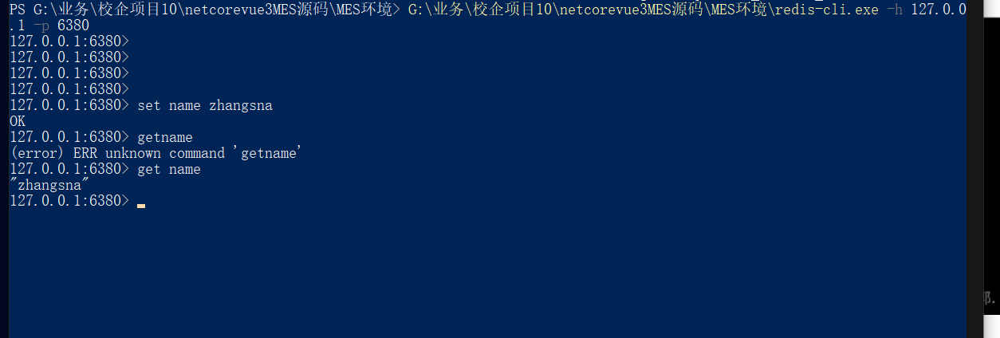 PS G:\业务\校企项目10\netcorevue3MES源码\MES环境> G:\业务\校企项目10\netcorevue3MES源码\MES环境\redis-cli.exe -h 127.0.0
.1 -p 6380
127.0.0.1:6380>
127.0.0.1:6380>
127.0.0.1:6380>
127.0.0.1:6380>
127.0.0.1:6380> set name zhangsna
OK
127.0.0.1:6380> getname
(error) ERR unknown command 'getname'
127.0.0.1:6380> get name
"zhangsna"
127.0.0.1:6380>